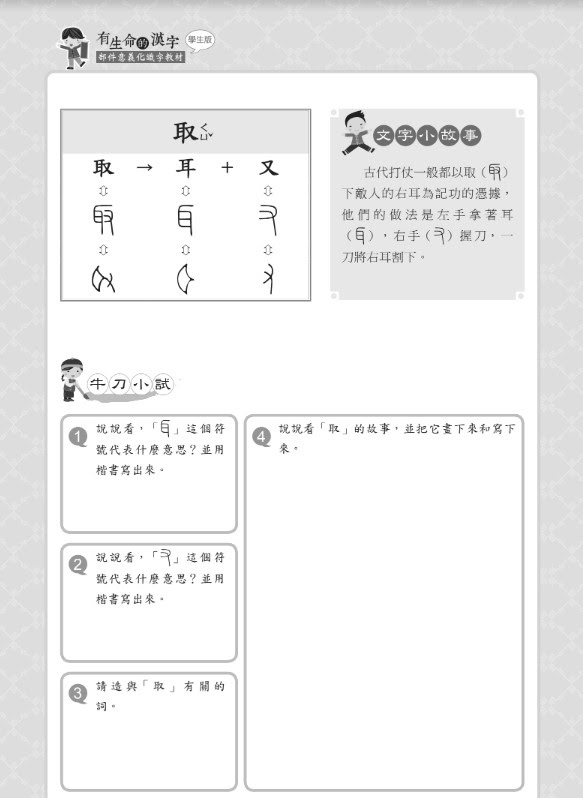 有生命的漢字
學生版
部件意義化識字教材
取ㄑㄩˇ
取 → 耳 + 又
文字小故事
古代打仗一般都以取（）
下敵人的右耳為記功的憑據，
他們的做法是左手拿著耳
（），右手（）握刀，一
刀將右耳割下。
牛刀小試
1 說說看，「」這個符
號代表什麼意思？並用
楷書寫出來。
2 說說看，「」這個符
號代表什麼意思？並用
楷書寫出來。
3 請造與「取」有關的
詞。
4 說說看「取」的故事，並把它畫下來和寫下
來。